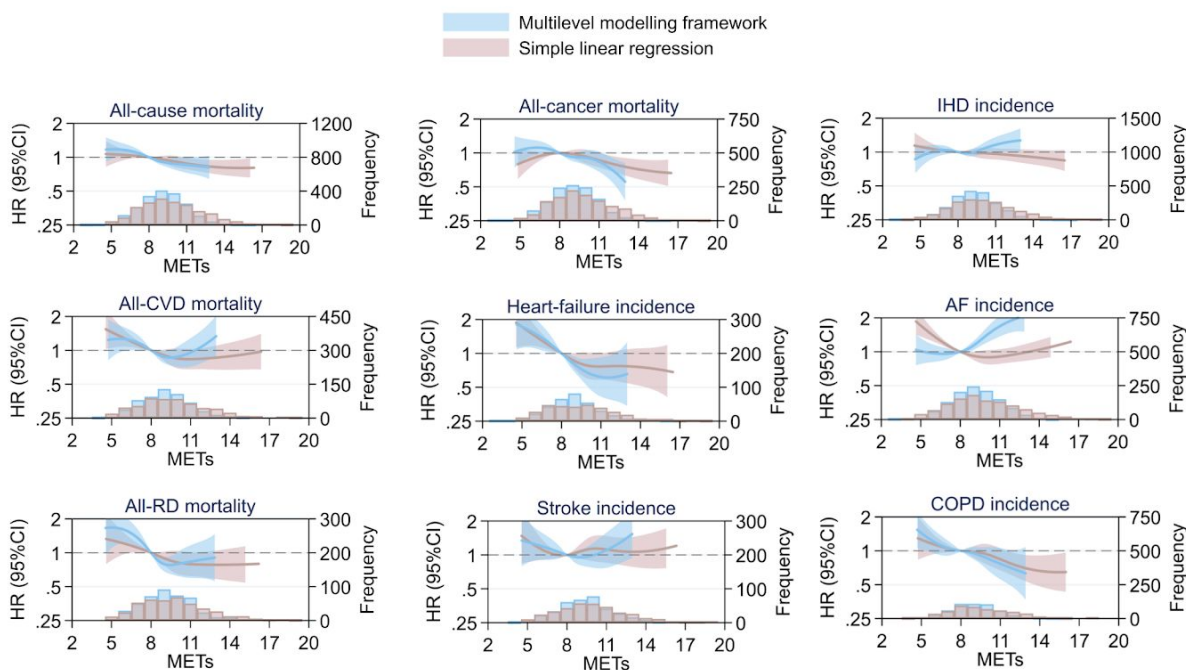 Multilevel modelling framework
Simple linear regression
All-cause mortality
HR (95%CI)
2
1
.5
.25
1200
800
400
0
Frequency
2 5 8 11 14 17 20
METs
All-cancer mortality
HR (95%CI)
2
1
.5
.25
750
500
250
0
Frequency
2 5 8 11 14 17 20
METs
IHD incidence
HR (95%CI)
2
1
.5
.25
1500
1000
500
0
Frequency
2 5 8 11 14 17 20
METs
All-CVD mortality
HR (95%CI)
2
1
.5
.25
450
300
150
0
Frequency
2 5 8 11 14 17 20
METs
Heart-failure incidence
HR (95%CI)
2
1
.5
.25
300
200
100
0
Frequency
2 5 8 11 14 17 20
METs
AF incidence
HR (95%CI)
2
1
.5
.25
750
500
250
0
Frequency
2 5 8 11 14 17 20
METs
All-RD mortality
HR (95%CI)
2
1
.5
.25
300
200
100
0
Frequency
2 5 8 11 14 17 20
METs
Stroke incidence
HR (95%CI)
2
1
.5
.25
300
200
100
0
Frequency
2 5 8 11 14 17 20
METs
COPD incidence
HR (95%CI)
2
1
.5
.25
750
500
250
0
Frequency
2 5 8 11 14 17 20
METs